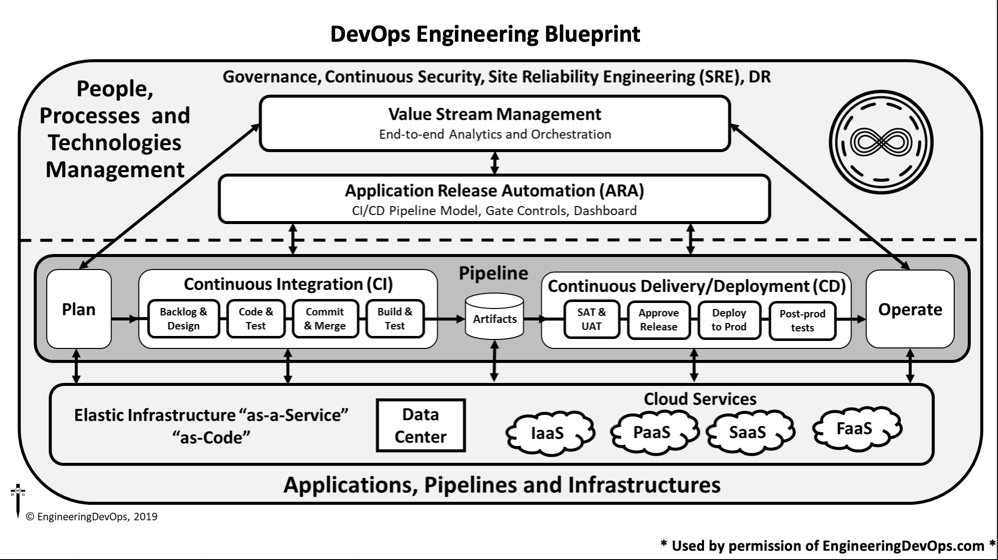 DevOps Engineering Blueprint
People,
Processes and
Technologies
Management
Governance, Continuous Security, Site Reliability Engineering (SRE), DR
Value Stream Management
End-to-end Analytics and Orchestration
Application Release Automation (ARA)
CI/CD Pipeline Model, Gate Controls, Dashboard
Pipeline
Plan
Continuous Integration (CI)
Backlog &
Design
Code &
Test
Commit
& Merge
Build &
Test
Artifacts
Continuous Delivery/Deployment (CD)
SAT &
UAT
Approve
Release
Deploy
to Prod
Post-prod
tests
Operate
Elastic Infrastructure “as-a-Service”
“as-Code”
Data
Center
Cloud Services
IaaS
PaaS
SaaS
FaaS
Applications, Pipelines and Infrastructures
© EngineeringDevOps, 2019
* Used by permission of EngineeringDevOps.com *